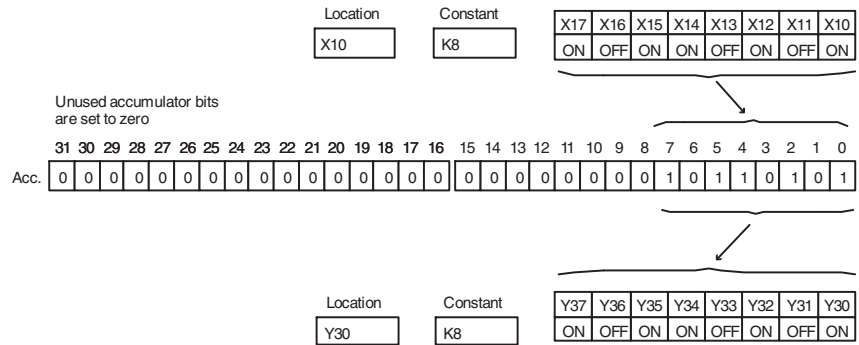 Location Constant X17 X16 X15 X14 X13 X12 X11 X10
X10 K8 ON OFF ON ON OFF ON OFF ON
Unused accumulator bits
are set to zero
31 30 29 28 27 26 25 24 23 22 21 20 19 18 17 16 15 14 13 12 11 10 9 8 7 6 5 4 3 2 1 0
Acc. 0 0 0 0 0 0 0 0 0 0 0 0 0 0 0 0 0 0 0 0 0 0 0 0 1 0 1 1 0 1 0 1
Location Constant Y37 Y36 Y35 Y34 Y33 Y32 Y31 Y30
Y30 K8 ON OFF ON ON OFF ON OFF ON